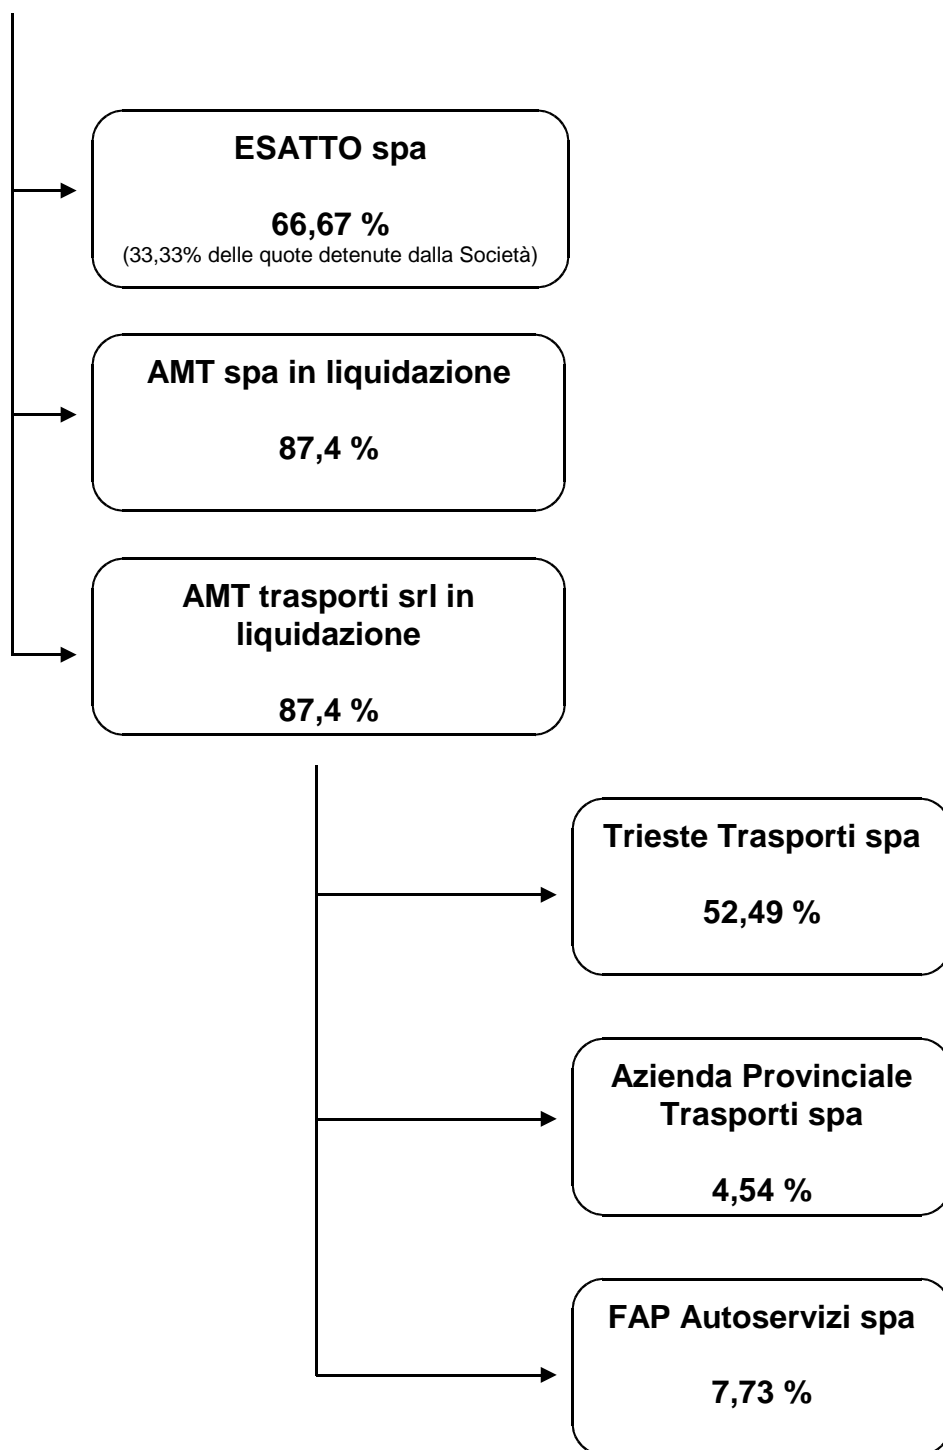 ESATTO spa
66,67 %
(33,33% delle quote detenute dalla Società)
AMT spa in liquidazione
87,4 %
AMT trasporti srl in
liquidazione
87,4 %
Trieste Trasporti spa
52,49 %
Azienda Provinciale
Trasporti spa
4,54 %
FAP Autoservizi spa
7,73 %